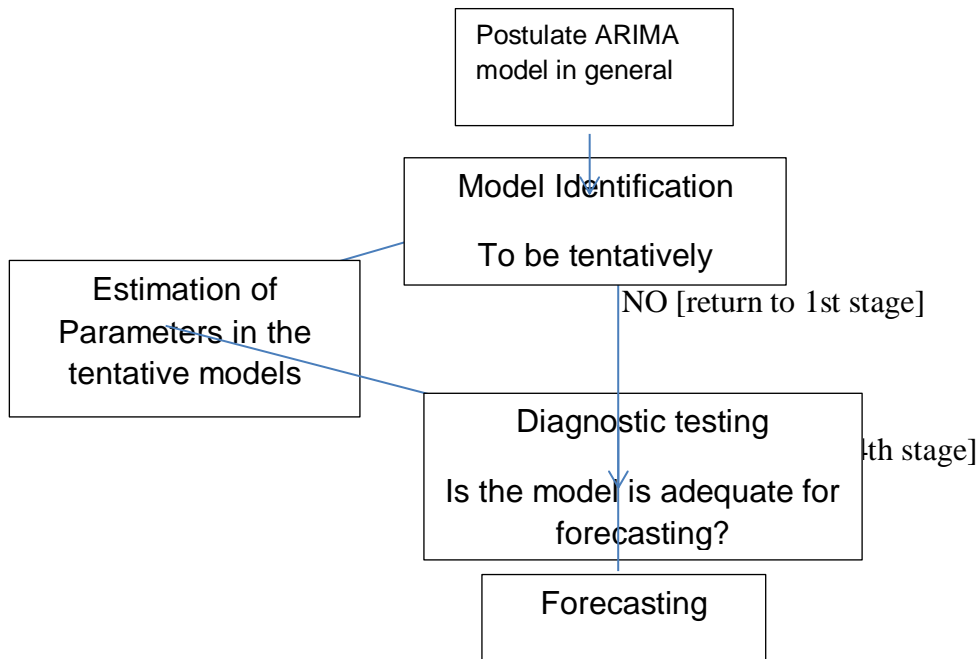 Postulate ARIMA
model in general
Model Identification
To be tentatively
Estimation of
Parameters in the
tentative models
NO [return to 1st stage]
Diagnostic testing
4th stage]
Is the model is adequate for
forecasting?
Forecasting